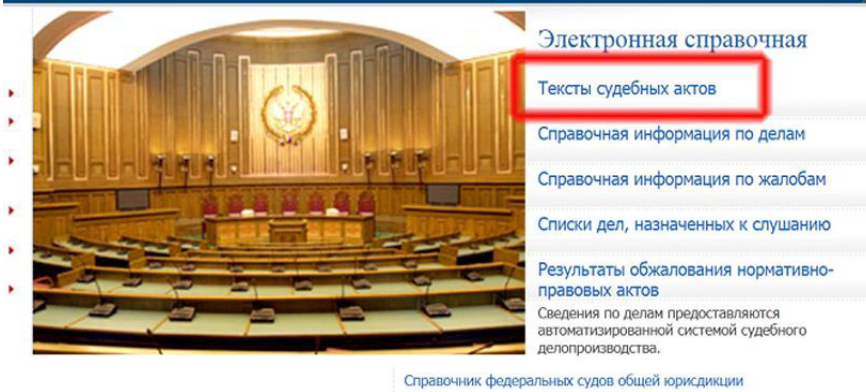 Электронная справочная
Тексты судебных актов
Справочная информация по делам
Справочная информация по жалобам
Списки дел, назначенных к слушанию
Результаты обжалования нормативно-
правовых актов
Сведения по делам предоставляются
автоматизированной системой судебного
делопроизводства.
Справочник федеральных судов общей юрисдикции